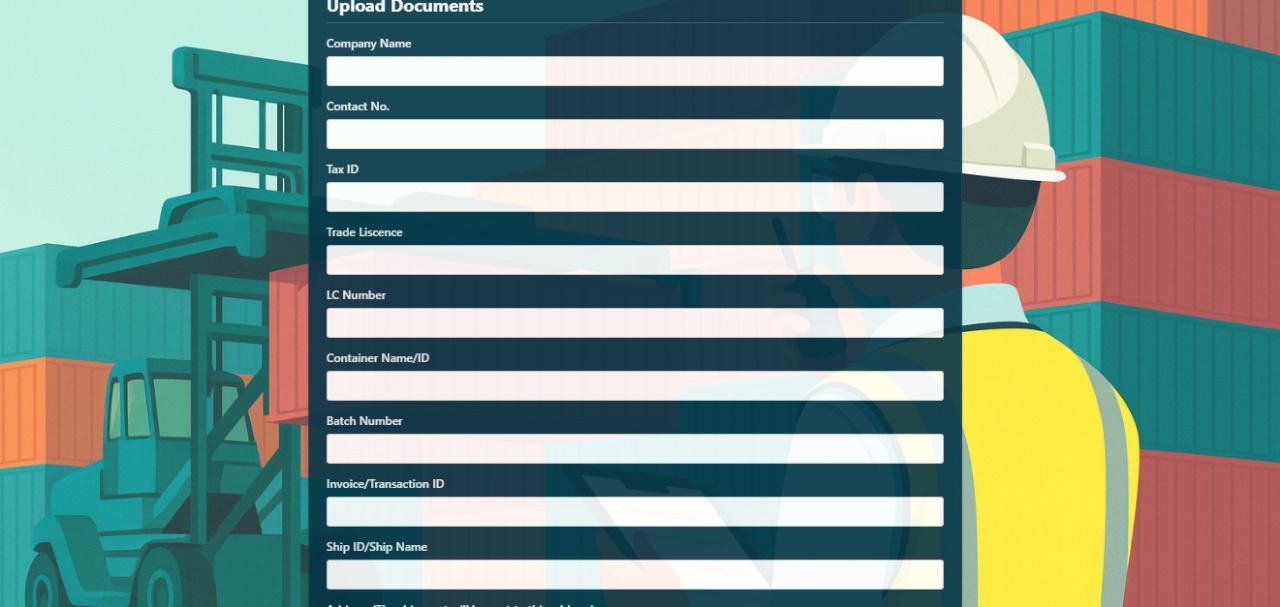 Upload Documents
Company Name
Contact No.
Tax ID
Trade Liscence
LC Number
Container Name/ID
Batch Number
Invoice/Transaction ID
Ship ID/Ship Name